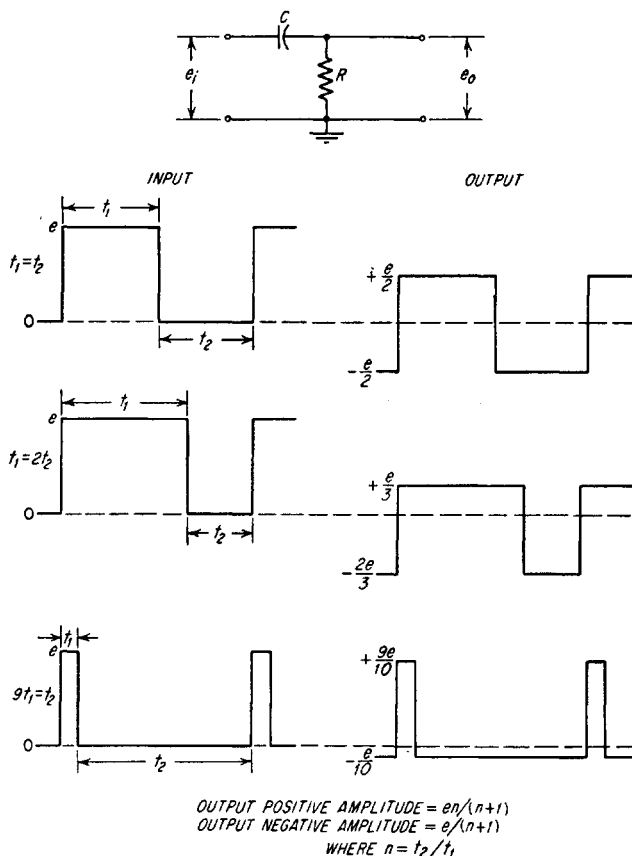 C
e_i
R
e_o
INPUT
OUTPUT
t_1
e
t_1=t_2
0
t_2
+e/2
-e/2
t_1
e
t_1=2t_2
0
t_2
+e/3
-2e/3
t_1
e
9t_1=t_2
0
t_2
+9e/10
-e/10
OUTPUT POSITIVE AMPLITUDE = en/(n+1)
OUTPUT NEGATIVE AMPLITUDE = e/(n+1)
WHERE n = t_2/t_1